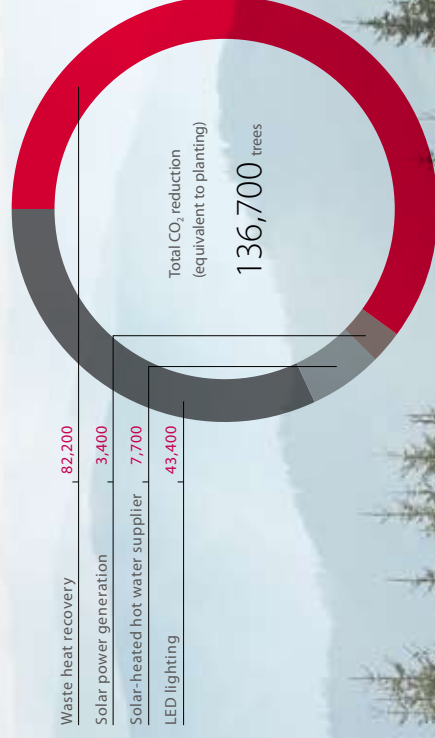 Waste heat recovery 82,200
Solar power generation 3,400
Solar-heated hot water supplier 7,700
LED lighting 43,400
Total CO₂ reduction
(equivalent to planting)
136,700 trees